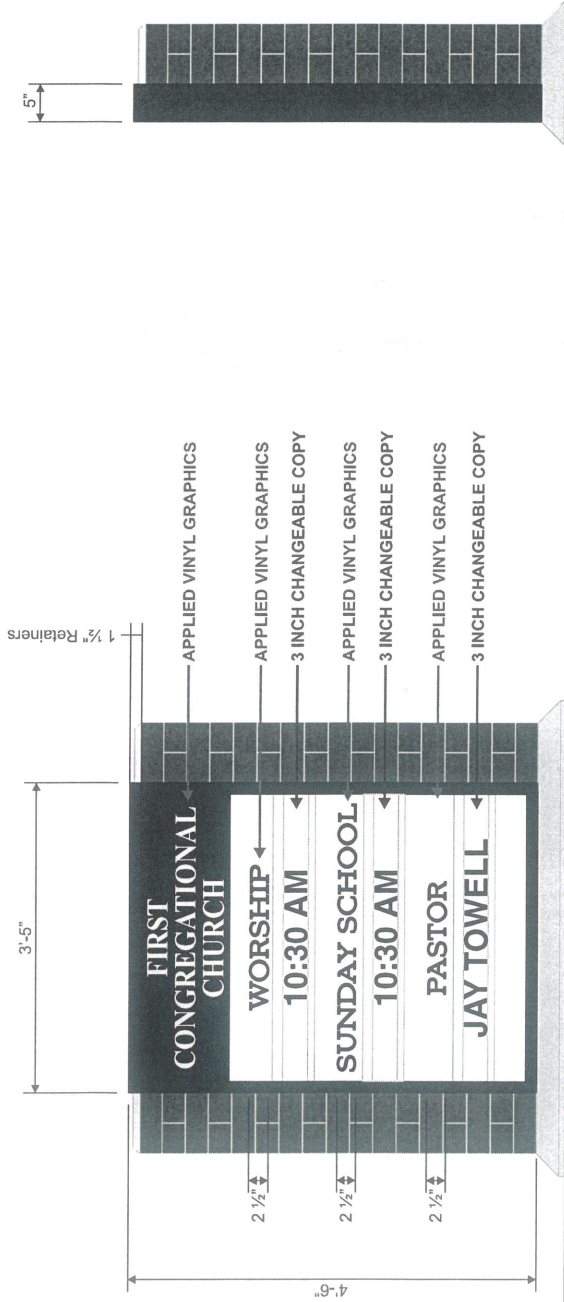 5"
1 ½" Retainers
3'-5"
FIRST
CONGREGATIONAL
CHURCH
WORSHIP
10:30 AM
SUNDAY SCHOOL
10:30 AM
PASTOR
JAY TOWELL
APPLIED VINYL GRAPHICS
APPLIED VINYL GRAPHICS
3 INCH CHANGEABLE COPY
APPLIED VINYL GRAPHICS
3 INCH CHANGEABLE COPY
APPLIED VINYL GRAPHICS
3 INCH CHANGEABLE COPY
2 ½"
2 ½"
2 ½"
4'-6"